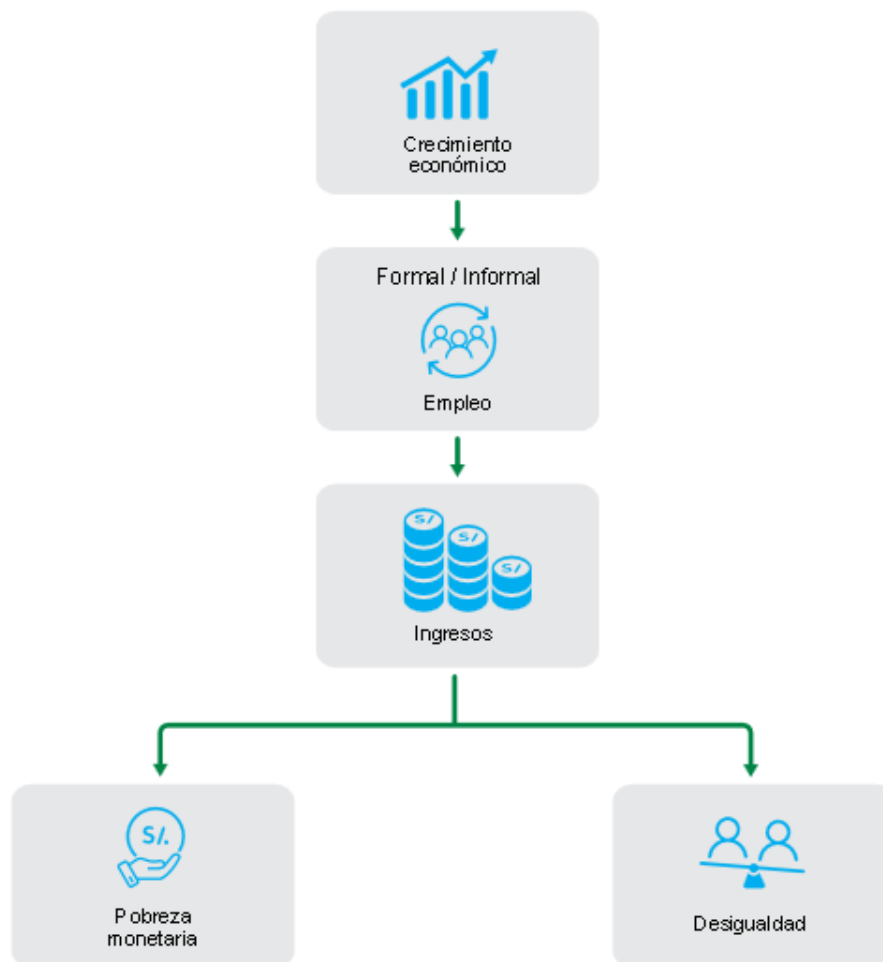 Crecimiento
económico
Formal / Informal
Empleo
S/. S/. S/.
Ingresos
S/.
Pobreza
monetaria
Desigualdad